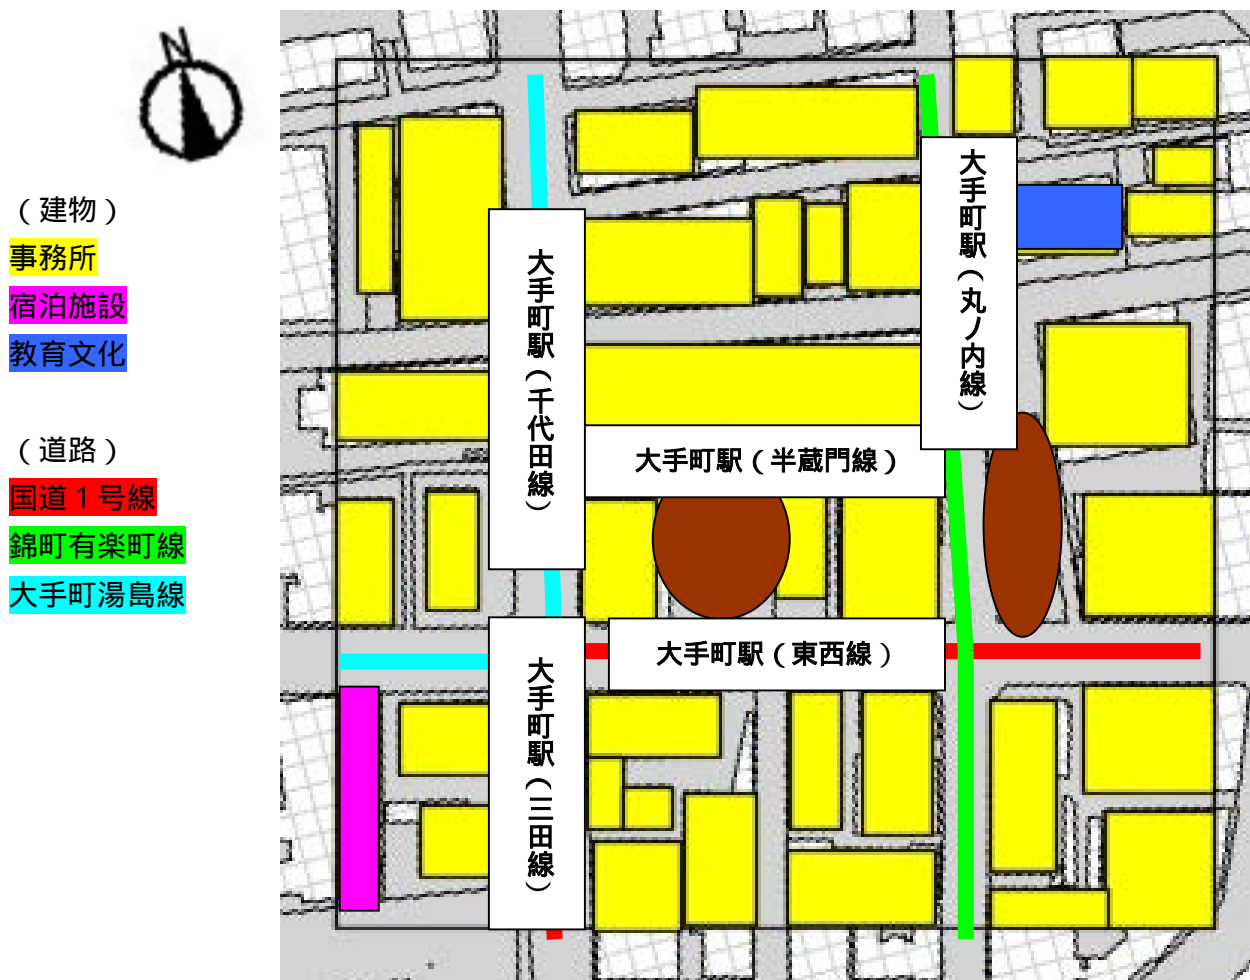 N
(建物)
事務所
宿泊施設
教育文化
(道路)
国道1号線
錦町有楽町線
大手町湯島線
大手町駅(千代田線)
大手町駅(丸ノ内線)
大手町駅(半蔵門線)
大手町駅(東西線)
大手町駅(三田線)